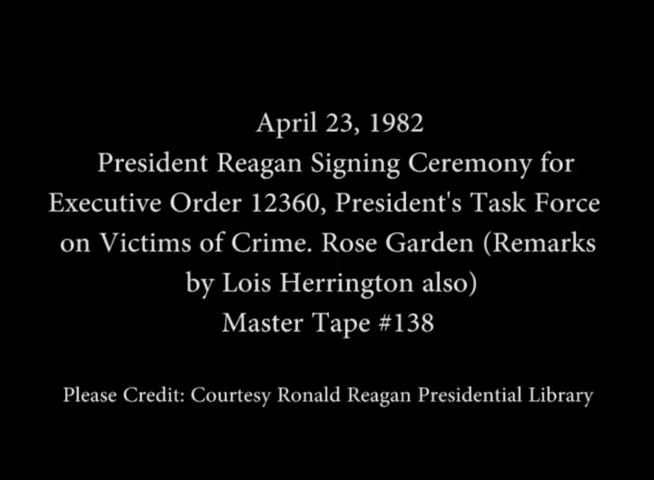 April 23, 1982
President Reagan Signing Ceremony for
Executive Order 12360, President's Task Force
on Victims of Crime. Rose Garden (Remarks
by Lois Herrington also)
Master Tape #138
Please Credit: Courtesy Ronald Reagan Presidential Library